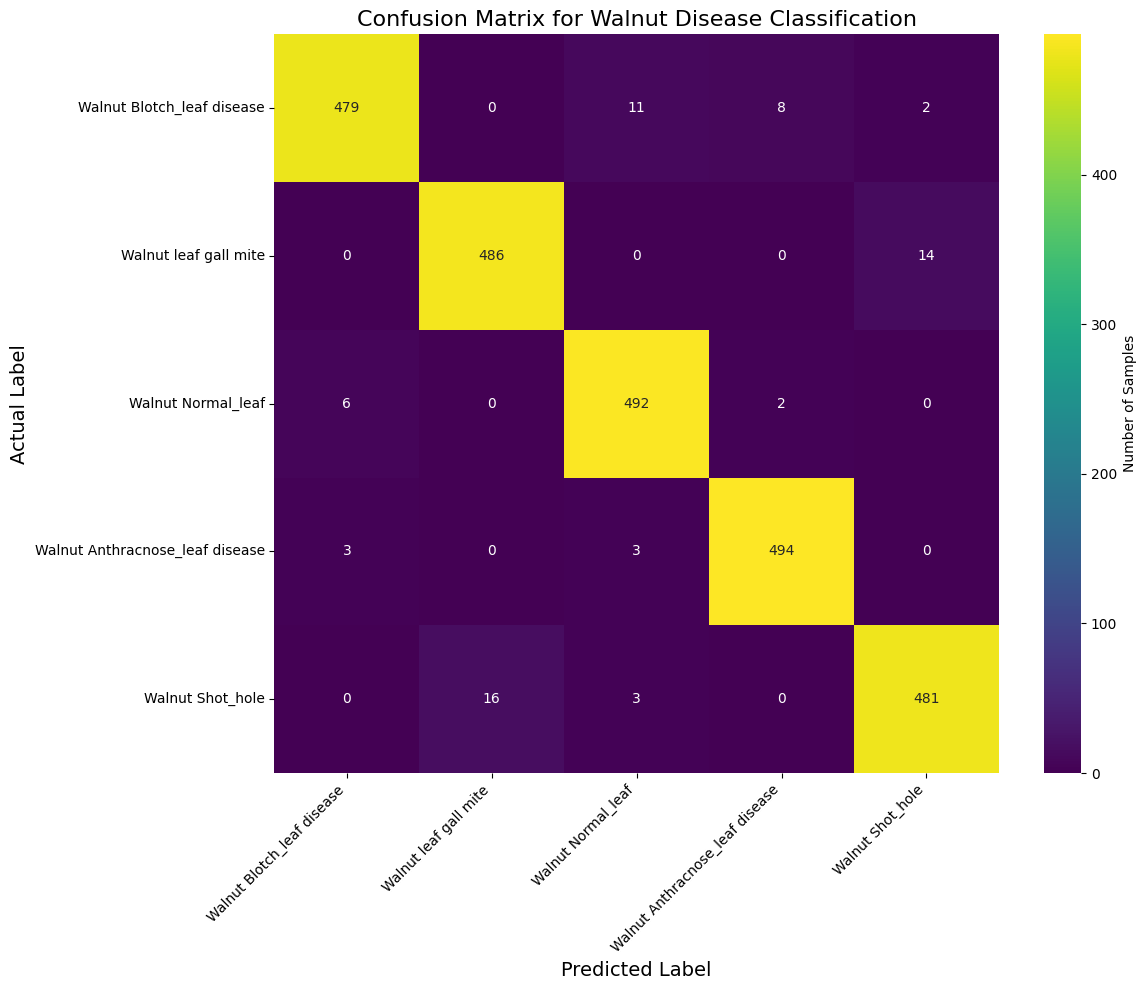 Confusion Matrix for Walnut Disease Classification
Actual Label
Walnut Blotch_leaf disease 479 0 11 8 2
Walnut leaf gall mite 0 486 0 0 14
Walnut Normal_leaf 6 0 492 2 0
Walnut Anthracnose_leaf disease 3 0 3 494 0
Walnut Shot_hole 0 16 3 0 481
Walnut Blotch_leaf disease
Walnut leaf gall mite
Walnut Normal_leaf
Walnut Anthracnose_leaf disease
Walnut Shot_hole
Predicted Label
400
300
200
100
0
Number of Samples